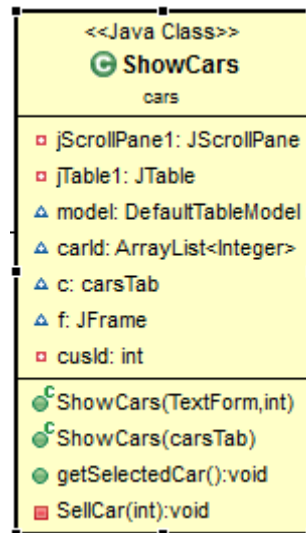 <<Java Class>>
C ShowCars
cars
jScrollPane1: JScrollPane
jTable1: JTable
model: DefaultTableModel
carId: ArrayList<Integer>
c: carsTab
f: JFrame
cusId: int
C ShowCars(TextForm,int)
C ShowCars(carsTab)
getSelectedCar():void
SellCar(int):void